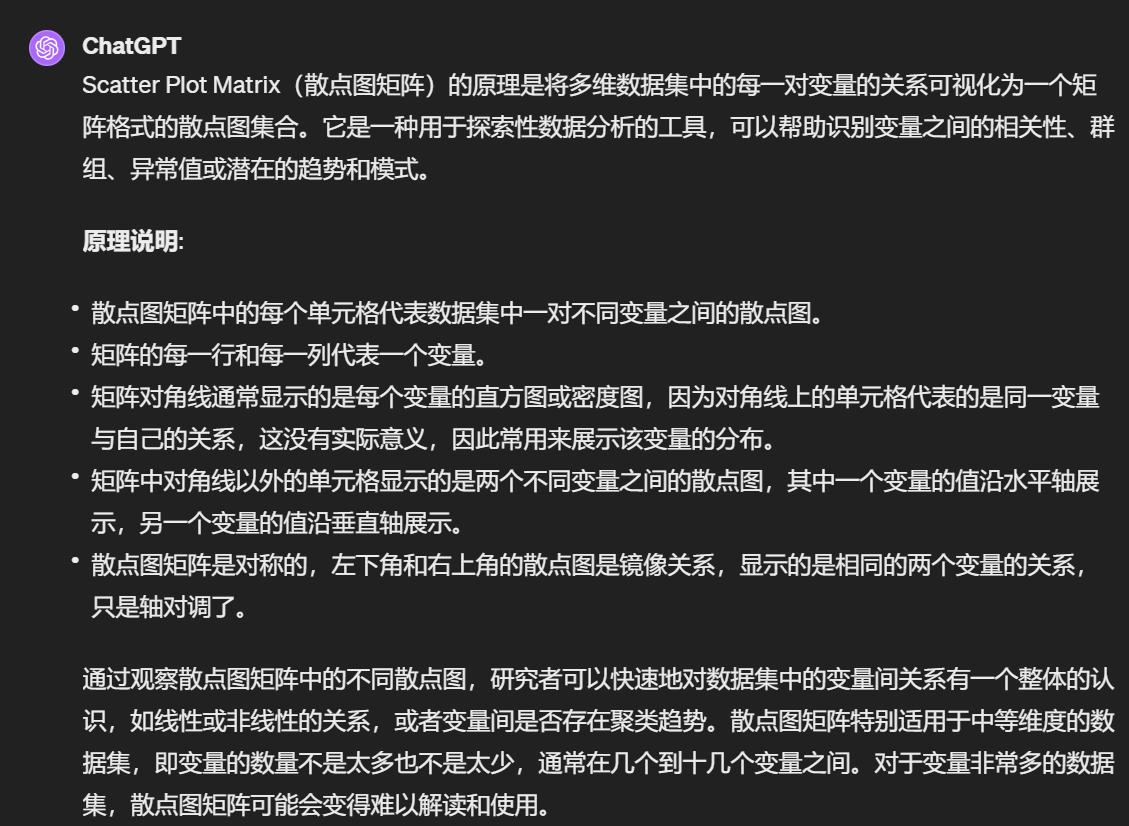 ChatGPT
Scatter Plot Matrix（散点图矩阵）的原理是将多维数据集中的每一对变量的关系可视化为一个矩
阵格式的散点图集合。它是一种用于探索性数据分析的工具，可以帮助识别变量之间的相关性、群
组、异常值或潜在的趋势和模式。
原理说明:
• 散点图矩阵中的每个单元格代表数据集中一对不同变量之间的散点图。
• 矩阵的每一行和每一列代表一个变量。
• 矩阵对角线通常显示的是每个变量的直方图或密度图，因为对角线上的单元格代表的是同一变量
与自己的关系，这没有实际意义，因此常用来展示该变量的分布。
• 矩阵中对角线以外的单元格显示的是两个不同变量之间的散点图，其中一个变量的值沿水平轴展
示，另一个变量的值沿垂直轴展示。
• 散点图矩阵是对称的，左下角和右上角的散点图是镜像关系，显示的是相同的两个变量的关系，
只是轴对调了。
通过观察散点图矩阵中的不同散点图，研究者可以快速地对数据集中的变量间关系有一个整体的认
识，如线性或非线性的关系，或者变量间是否存在聚类趋势。散点图矩阵特别适用于中等维度的数
据集，即变量的数量不是太多也不是太少，通常在几个到十几个变量之间。对于变量非常多的数据
集，散点图矩阵可能会变得难以解读和使用。